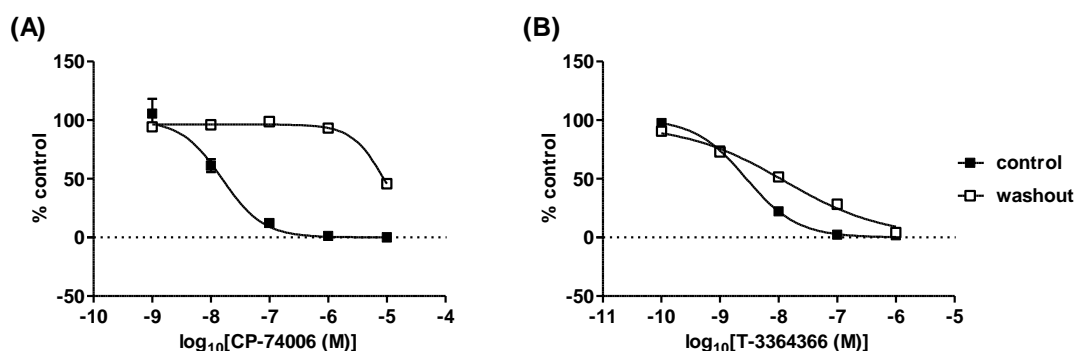 (A)
150
100
50
0
-50
% control
-10 -9 -8 -7 -6 -5 -4
log10[CP-74006 (M)]
(B)
150
100
50
0
-50
% control
-11 -10 -9 -8 -7 -6 -5
log10[T-3364366 (M)]
control
washout